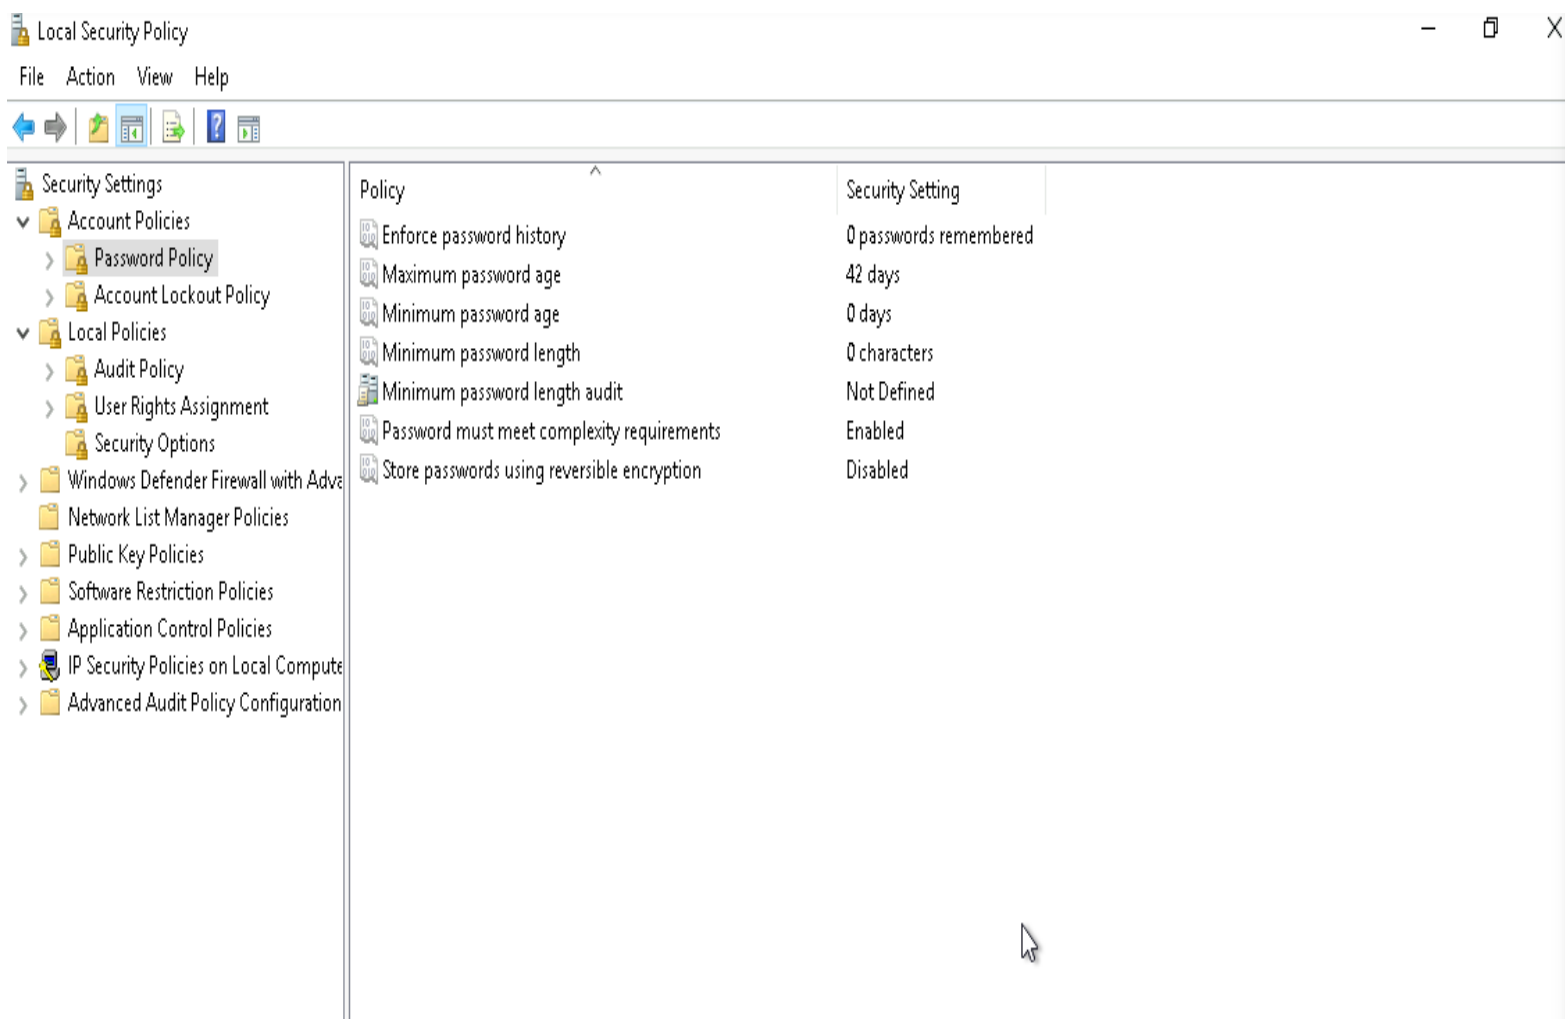 Local Security Policy
File Action View Help
Security Settings
Account Policies
Password Policy
Account Lockout Policy
Local Policies
Audit Policy
User Rights Assignment
Security Options
Windows Defender Firewall with Adva
Network List Manager Policies
Public Key Policies
Software Restriction Policies
Application Control Policies
IP Security Policies on Local Compute
Advanced Audit Policy Configuration
Policy Security Setting
Enforce password history 0 passwords remembered
Maximum password age 42 days
Minimum password age 0 days
Minimum password length 0 characters
Minimum password length audit Not Defined
Password must meet complexity requirements Enabled
Store passwords using reversible encryption Disabled